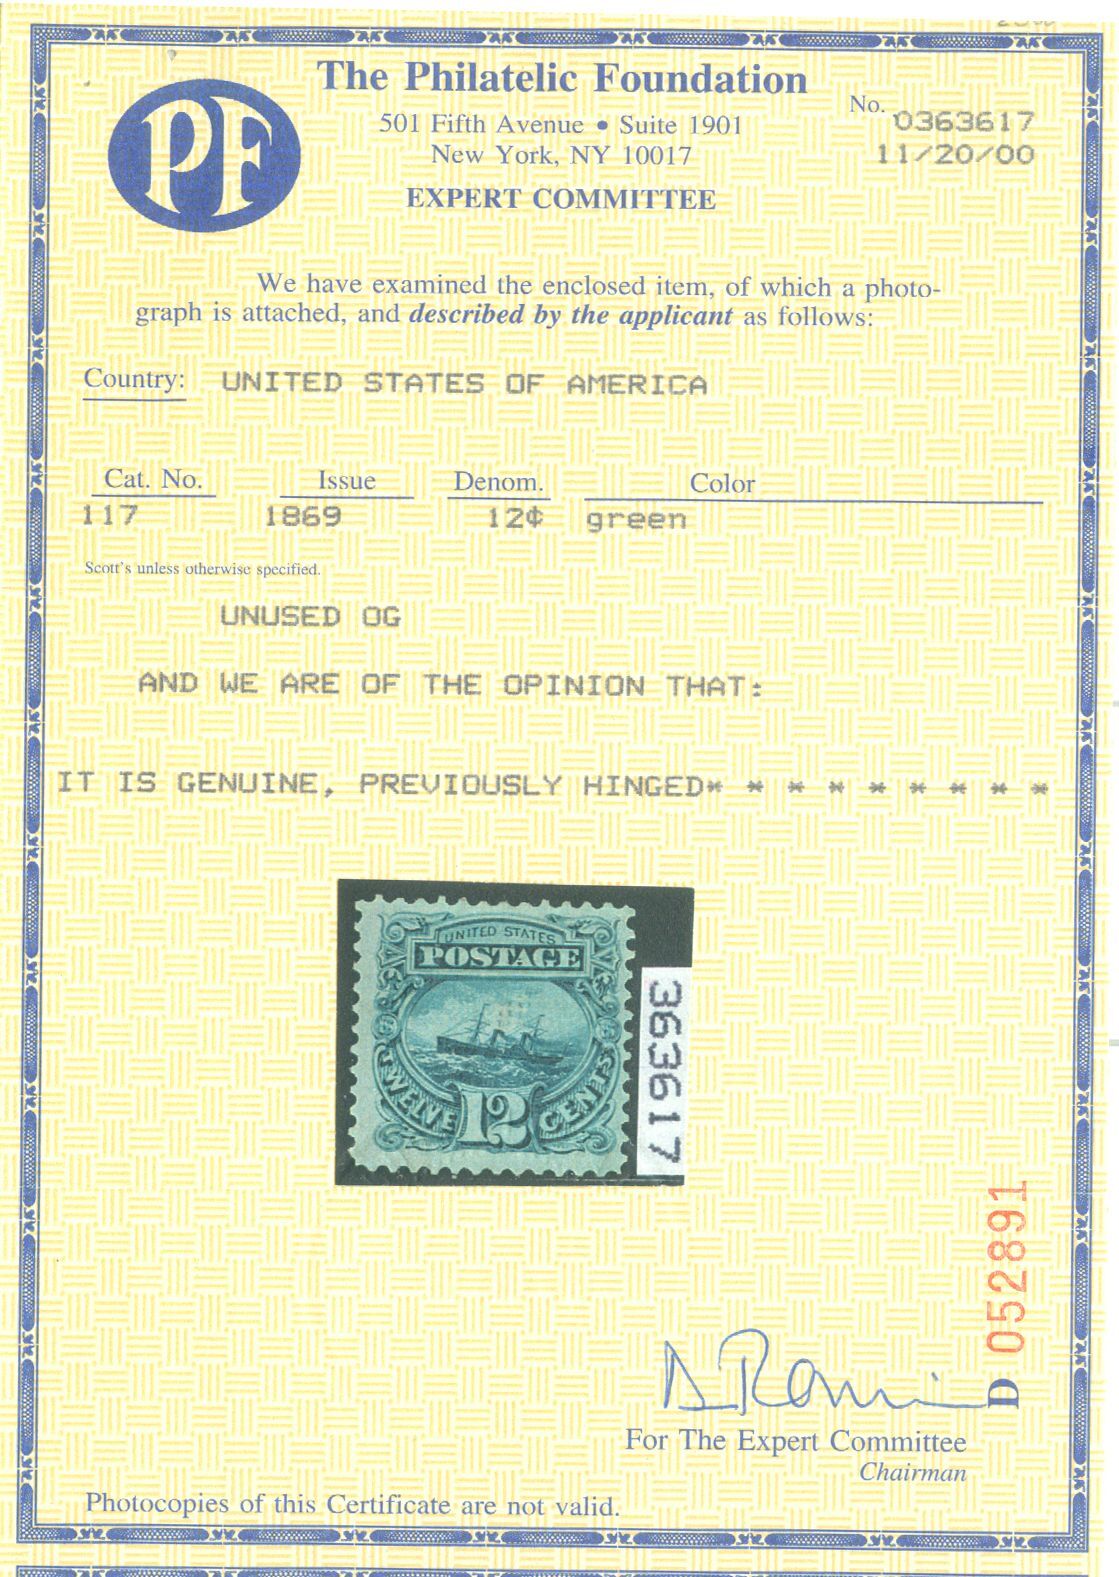 The Philatelic Foundation
501 Fifth Avenue • Suite 1901
New York, NY 10017
EXPERT COMMITTEE
PF
No. 0363617
11/20/00
We have examined the enclosed item, of which a photo-
graph is attached, and described by the applicant as follows:
Country: UNITED STATES OF AMERICA
Cat. No. Issue Denom. Color
117 1869 12¢ green
Scott's unless otherwise specified.
UNUSED OG
AND WE ARE OF THE OPINION THAT:
IT IS GENUINE, PREVIOUSLY HINGED* * * * * * * * *
UNITED STATES
POSTAGE
TWELVE 12 CENTS
363617
D 052891
For The Expert Committee
Chairman
Photocopies of this Certificate are not valid.